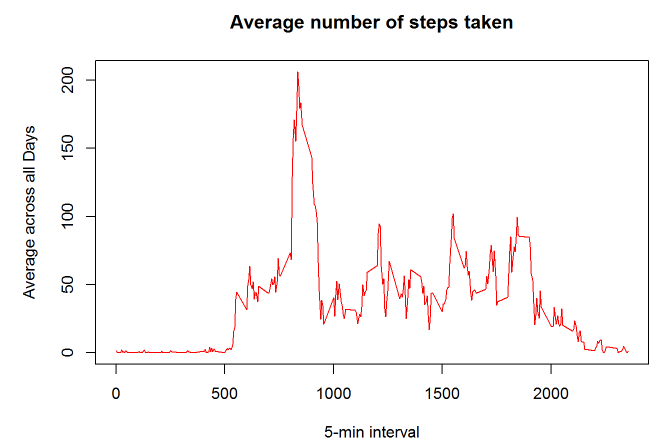 Average number of steps taken
Average across all Days
200
150
100
50
0
0 500 1000 1500 2000
5-min interval